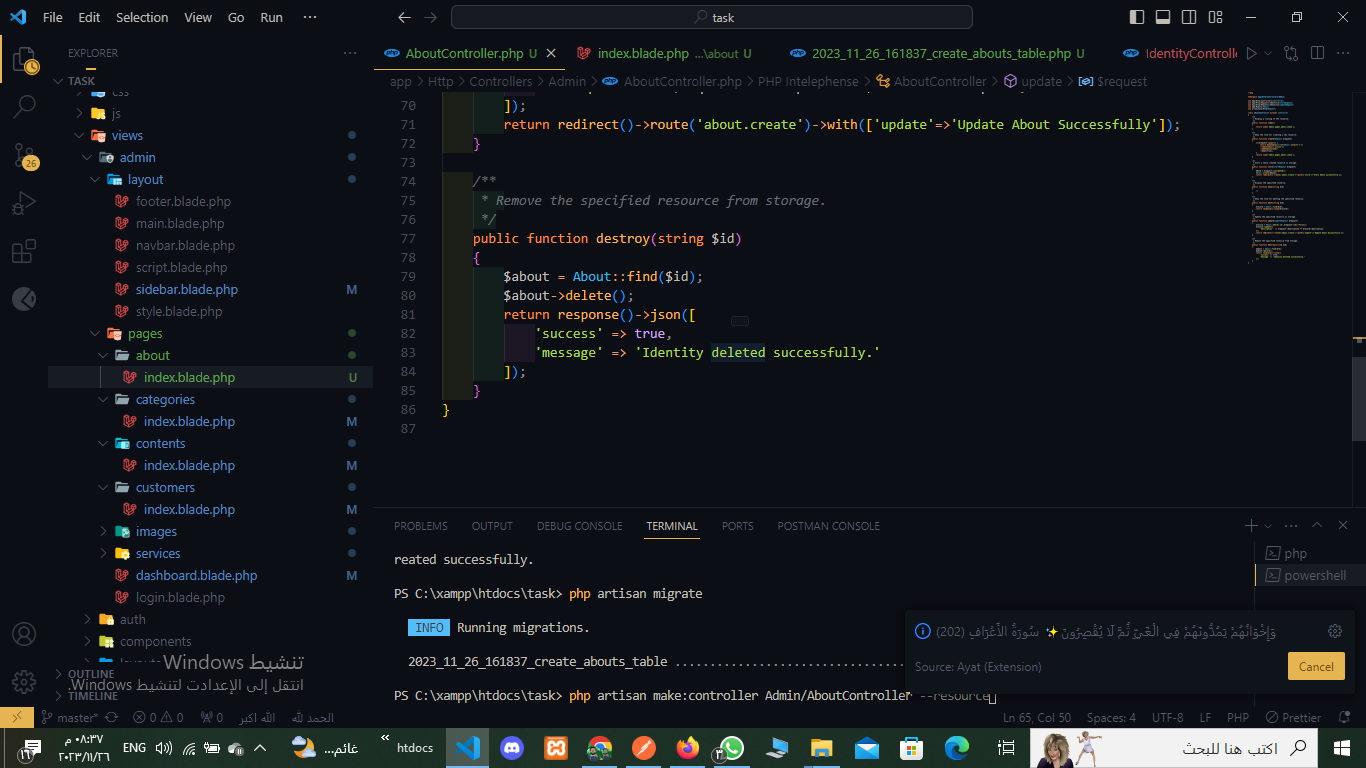 File Edit Selection View Go Run ···
task
EXPLORER
TASK
css
js
views
admin
layout
footer.blade.php
main.blade.php
navbar.blade.php
script.blade.php
sidebar.blade.php M
style.blade.php
pages
about
index.blade.php U
categories
index.blade.php M
contents
index.blade.php M
customers
index.blade.php M
images
services
dashboard.blade.php M
login.blade.php
auth
components
OUTLINE
TIMELINE
26
AboutController.php U
index.blade.php ...\about U
2023_11_26_161837_create_abouts_table.php U
IdentityControlle
app > Http > Controllers > Admin > AboutController.php > PHP Intelephense > AboutController > update > $request
70 ]);
71 return redirect()->route('about.create')->with(['update'=>'Update About Successfully']);
72 }
73
74 /**
75 * Remove the specified resource from storage.
76 */
77 public function destroy(string $id)
78 {
79 $about = About::find($id);
80 $about->delete();
81 return response()->json([
82 'success' => true,
83 'message' => 'Identity deleted successfully.'
84 ]);
85 }
86 }
87
PROBLEMS OUTPUT DEBUG CONSOLE TERMINAL PORTS POSTMAN CONSOLE
reated successfully.
PS C:\xampp\htdocs\task> php artisan migrate
INFO Running migrations.
2023_11_26_161837_create_abouts_table ................................
PS C:\xampp\htdocs\task> php artisan make:controller Admin/AboutController --resource
php
powershell
وَإِخْوَانُهُمْ يَمُدُّونَهُمْ فِي الْغَيِّ ثُمَّ لَا يُقْصِرُونَ ✨ سُورَةُ الأَعۡرَافِ (202)
Source: Ayat (Extension)
Cancel
تنشيط Windows
انتقل إلى الإعدادت لتنشيط Windows.
master* 0 0 0 الله اكبر الحمد لله
Ln 65, Col 50 Spaces: 4 UTF-8 LF PHP Prettier
٠٨:٣٧ م
٢٠٢٣/١١/٢٦
١٣
ENG
غائم...
htdocs
٣
اكتب هنا للبحث